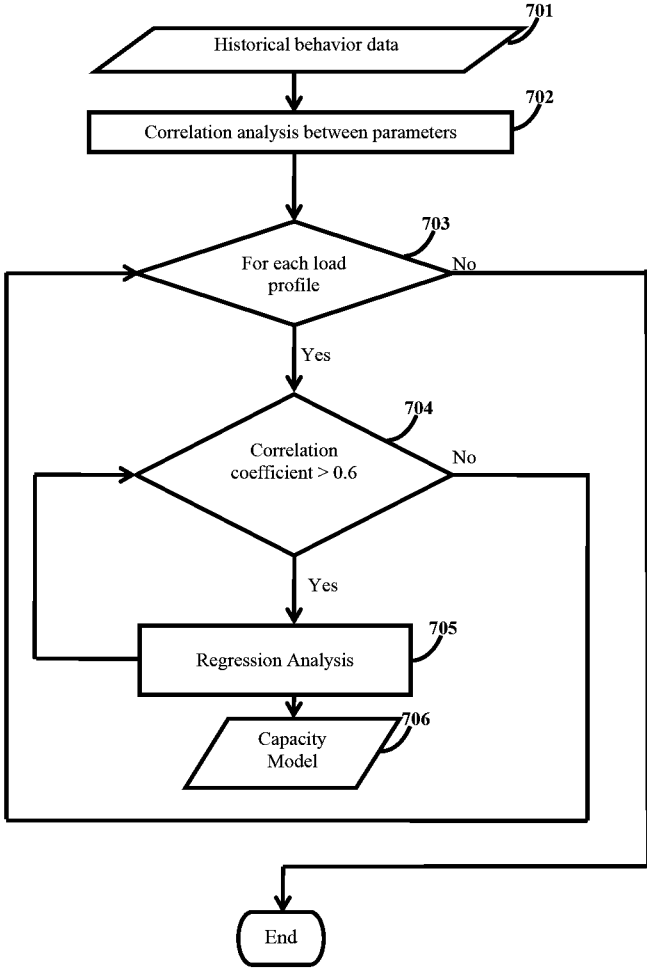 701
Historical behavior data
702
Correlation analysis between parameters
703
For each load
profile
No
Yes
704
Correlation
coefficient > 0.6
No
Yes
705
Regression Analysis
706
Capacity
Model
End